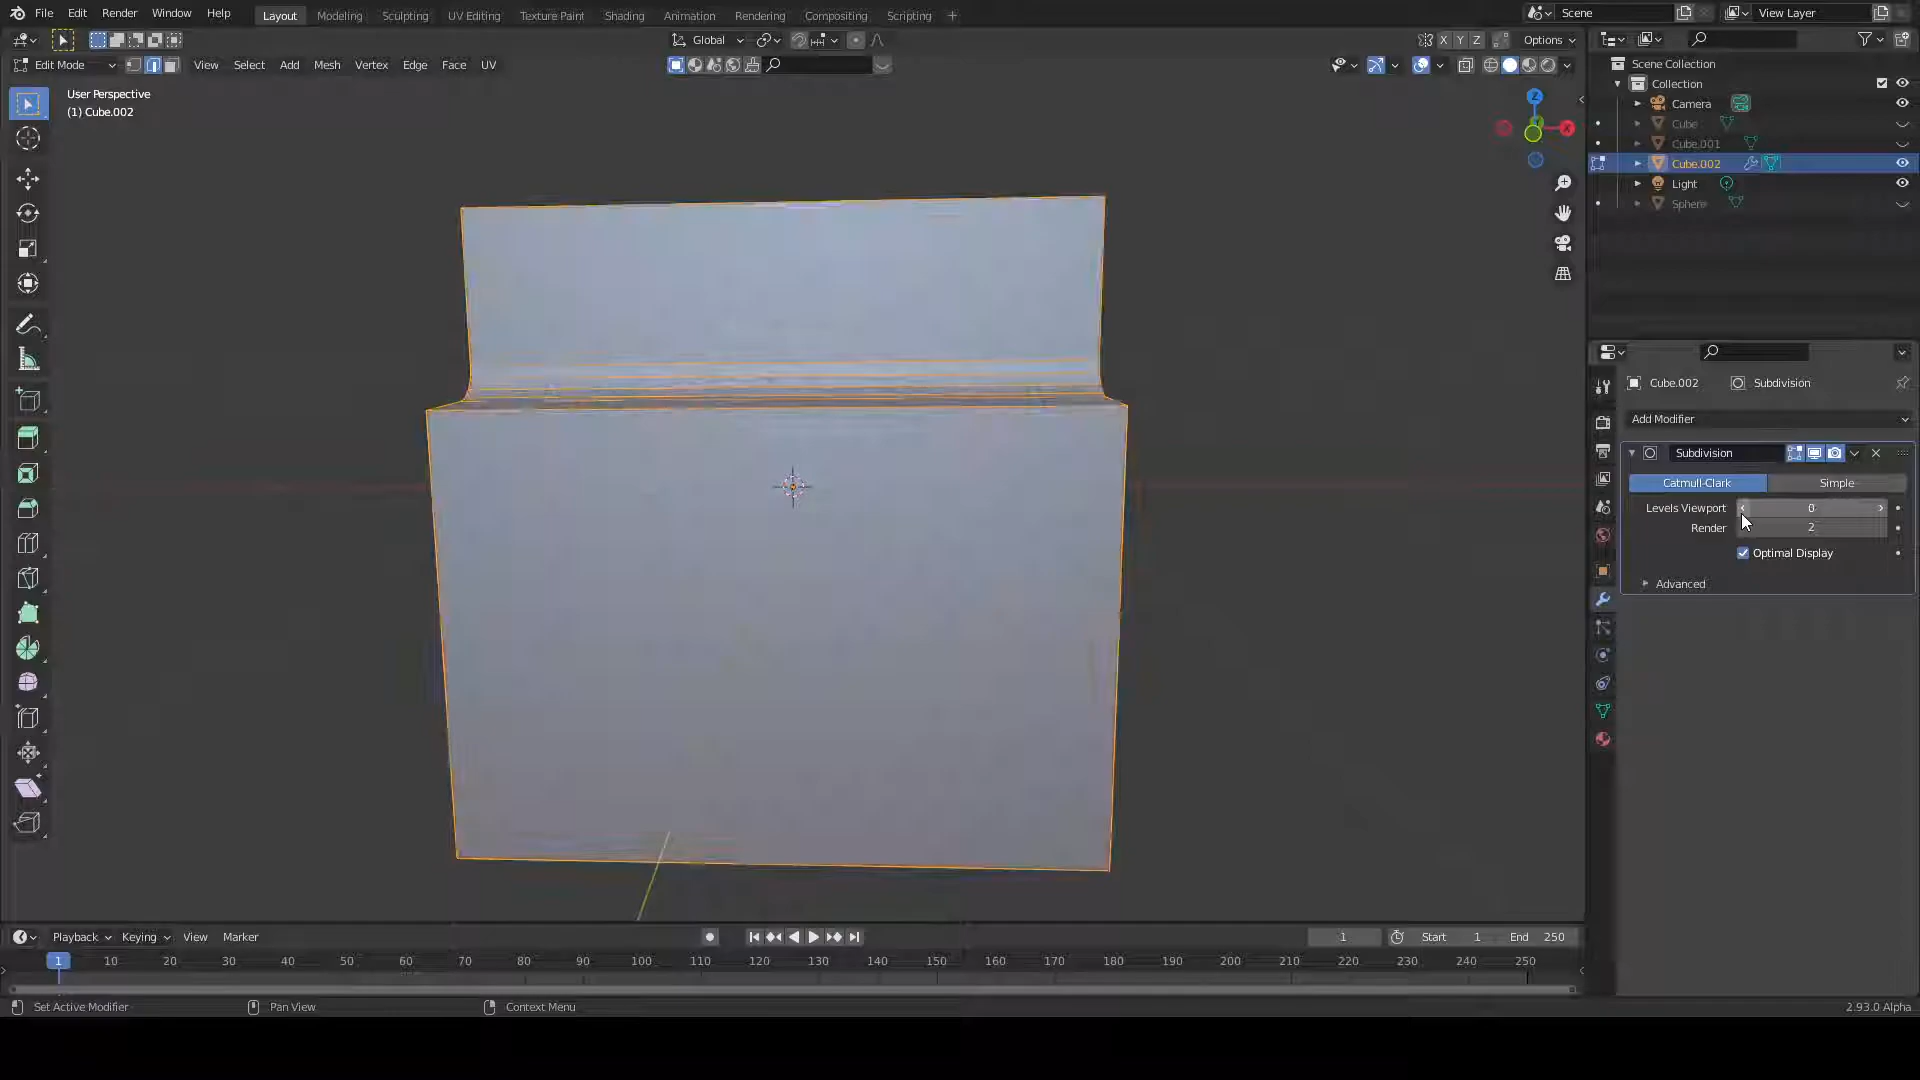 File Edit Render Window Help Layout Modeling Sculpting UV Editing Texture Paint Shading Animation Rendering Compositing Scripting + Scene View Layer
Global X Y Z Options
Edit Mode View Select Add Mesh Vertex Edge Face UV
User Perspective
(1) Cube.002
Z
X
Scene Collection
Collection
Camera
Cube
Cube.001
Cube.002
Light
Sphere
Cube.002 Subdivision
Add Modifier
Subdivision
Catmull-Clark Simple
Levels Viewport 0
Render 2
Optimal Display
Advanced
Playback Keying View Marker 1 Start 1 End 250
1 10 20 30 40 50 60 70 80 90 100 110 120 130 140 150 160 170 180 190 200 210 220 230 240 250
Set Active Modifier Pan View Context Menu 2.93.0 Alpha